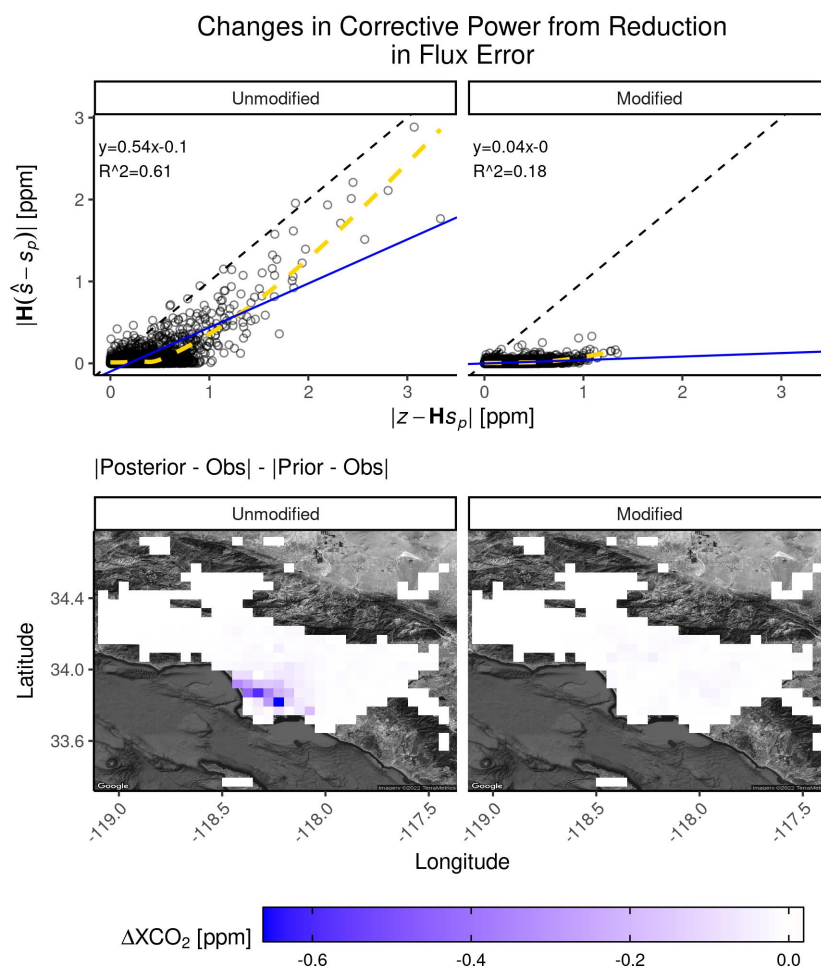 Changes in Corrective Power from Reduction
in Flux Error
Unmodified
Modified
|H(ŝ − sₚ)| [ppm]
3
2
1
0
y=0.54x-0.1
R^2=0.61
y=0.04x-0
R^2=0.18
0 1 2 3
0 1 2 3
|z − Hsₚ| [ppm]
|Posterior - Obs| - |Prior - Obs|
Unmodified
Modified
Latitude
34.4
34.0
33.6
Google
Imagery ©2022 TerraMetrics
Google
Imagery ©2022 TerraMetrics
-119.0 -118.5 -118.0 -117.5
-119.0 -118.5 -118.0 -117.5
Longitude
ΔXCO₂ [ppm]
-0.6 -0.4 -0.2 0.0